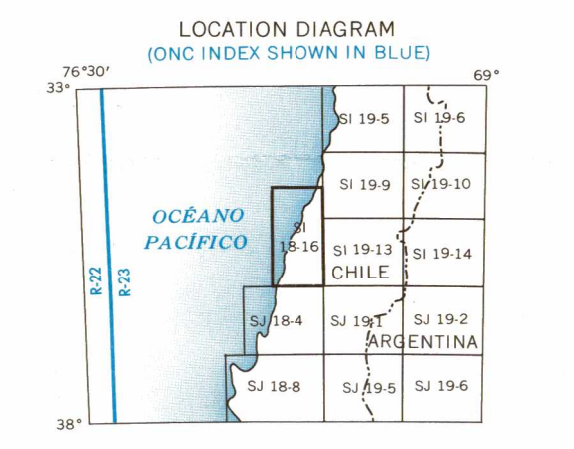 LOCATION DIAGRAM
(ONC INDEX SHOWN IN BLUE)
76°30′
69°
33°
SI 19-5
SI 19-6
SI 19-9
SI 19-10
OCÉANO
PACÍFICO
SI
18-16
SI 19-13
SI 19-14
CHILE
R-22
R-23
SJ 18-4
SJ 19-1
SJ 19-2
ARGENTINA
SJ 18-8
SJ 19-5
SJ 19-6
38°